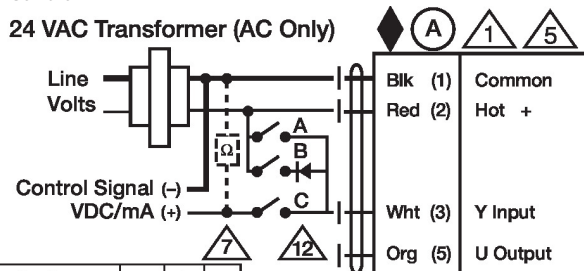 24 VAC Transformer (AC Only)
A
1
5
Line
Volts
Blk (1) Common
Red (2) Hot +
A
Ω
B
Control Signal (–)
VDC/mA (+)
C
Wht (3) Y Input
7
12
Org (5) U Output